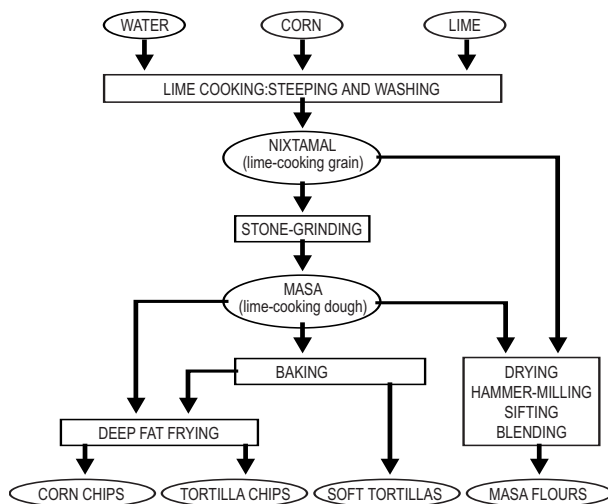 WATER
CORN
LIME
LIME COOKING:STEEPING AND WASHING
NIXTAMAL
(lime-cooking grain)
STONE-GRINDING
MASA
(lime-cooking dough)
BAKING
DRYING
HAMMER-MILLING
SIFTING
BLENDING
DEEP FAT FRYING
CORN CHIPS
TORTILLA CHIPS
SOFT TORTILLAS
MASA FLOURS